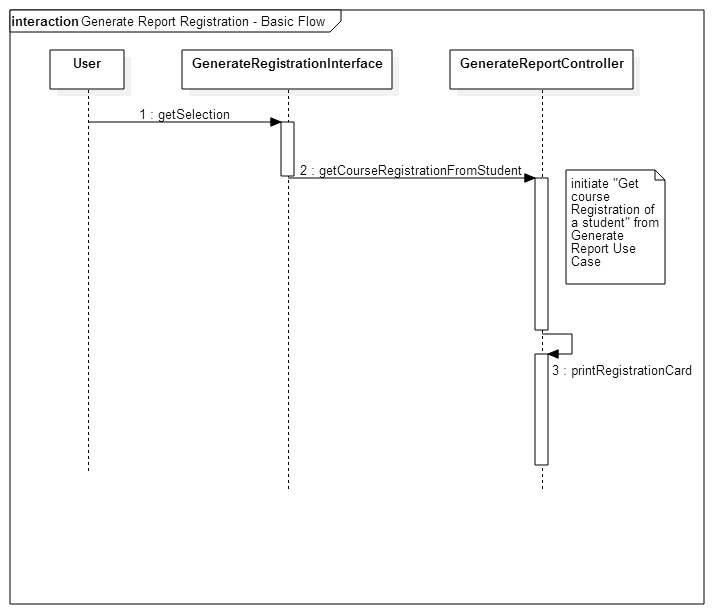 interaction Generate Report Registration - Basic Flow
User
GenerateRegistrationInterface
GenerateReportController
1 : getSelection
2 : getCourseRegistrationFromStudent
initiate "Get
course
Registration of
a student" from
Generate
Report Use
Case
3 : printRegistrationCard